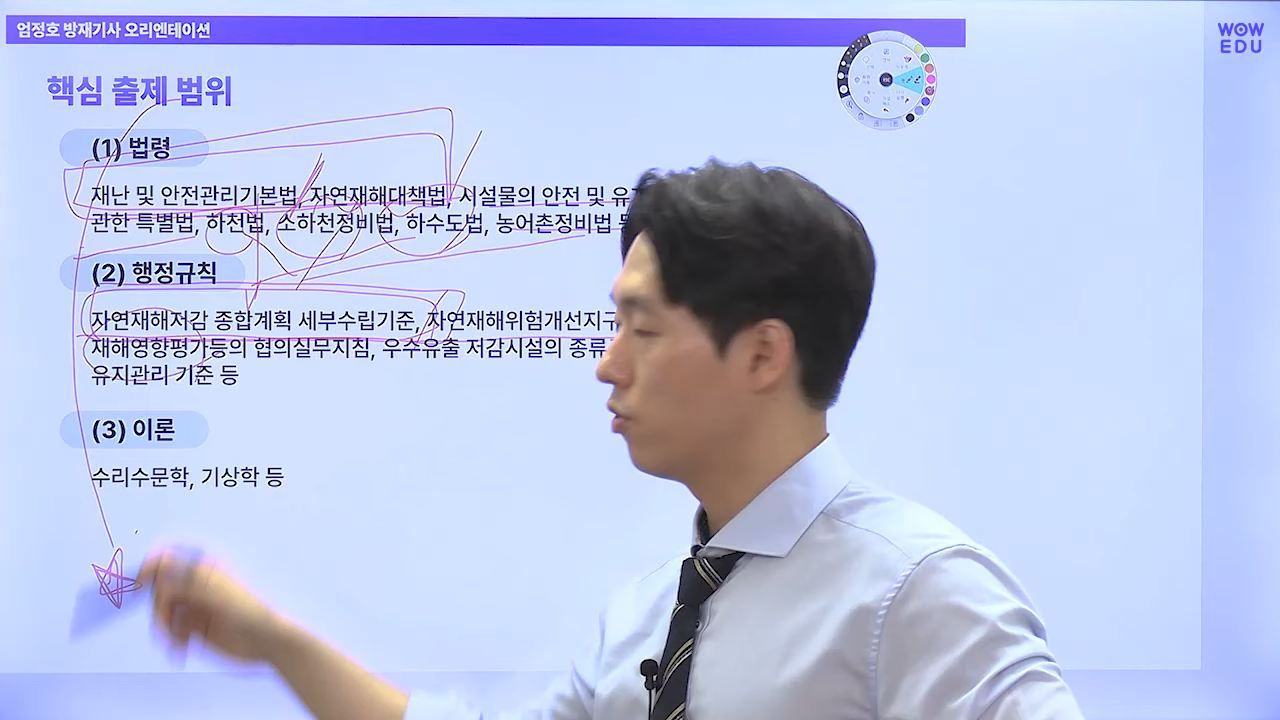 엄정호 방재기사 오리엔테이션
WOW
EDU
핵심 출제 범위
(1) 법령
재난 및 안전관리기본법, 자연재해대책법, 시설물의 안전 및
관한 특별법, 하천법, 소하천정비법, 하수도법, 농어촌정비법
(2) 행정규칙
자연재해저감 종합계획 세부수립기준, 자연재해위험개선지구
재해영향평가등의 협의실무지침, 우수유출 저감시설의 종류
유지관리 기준 등
(3) 이론
수리수문학, 기상학 등